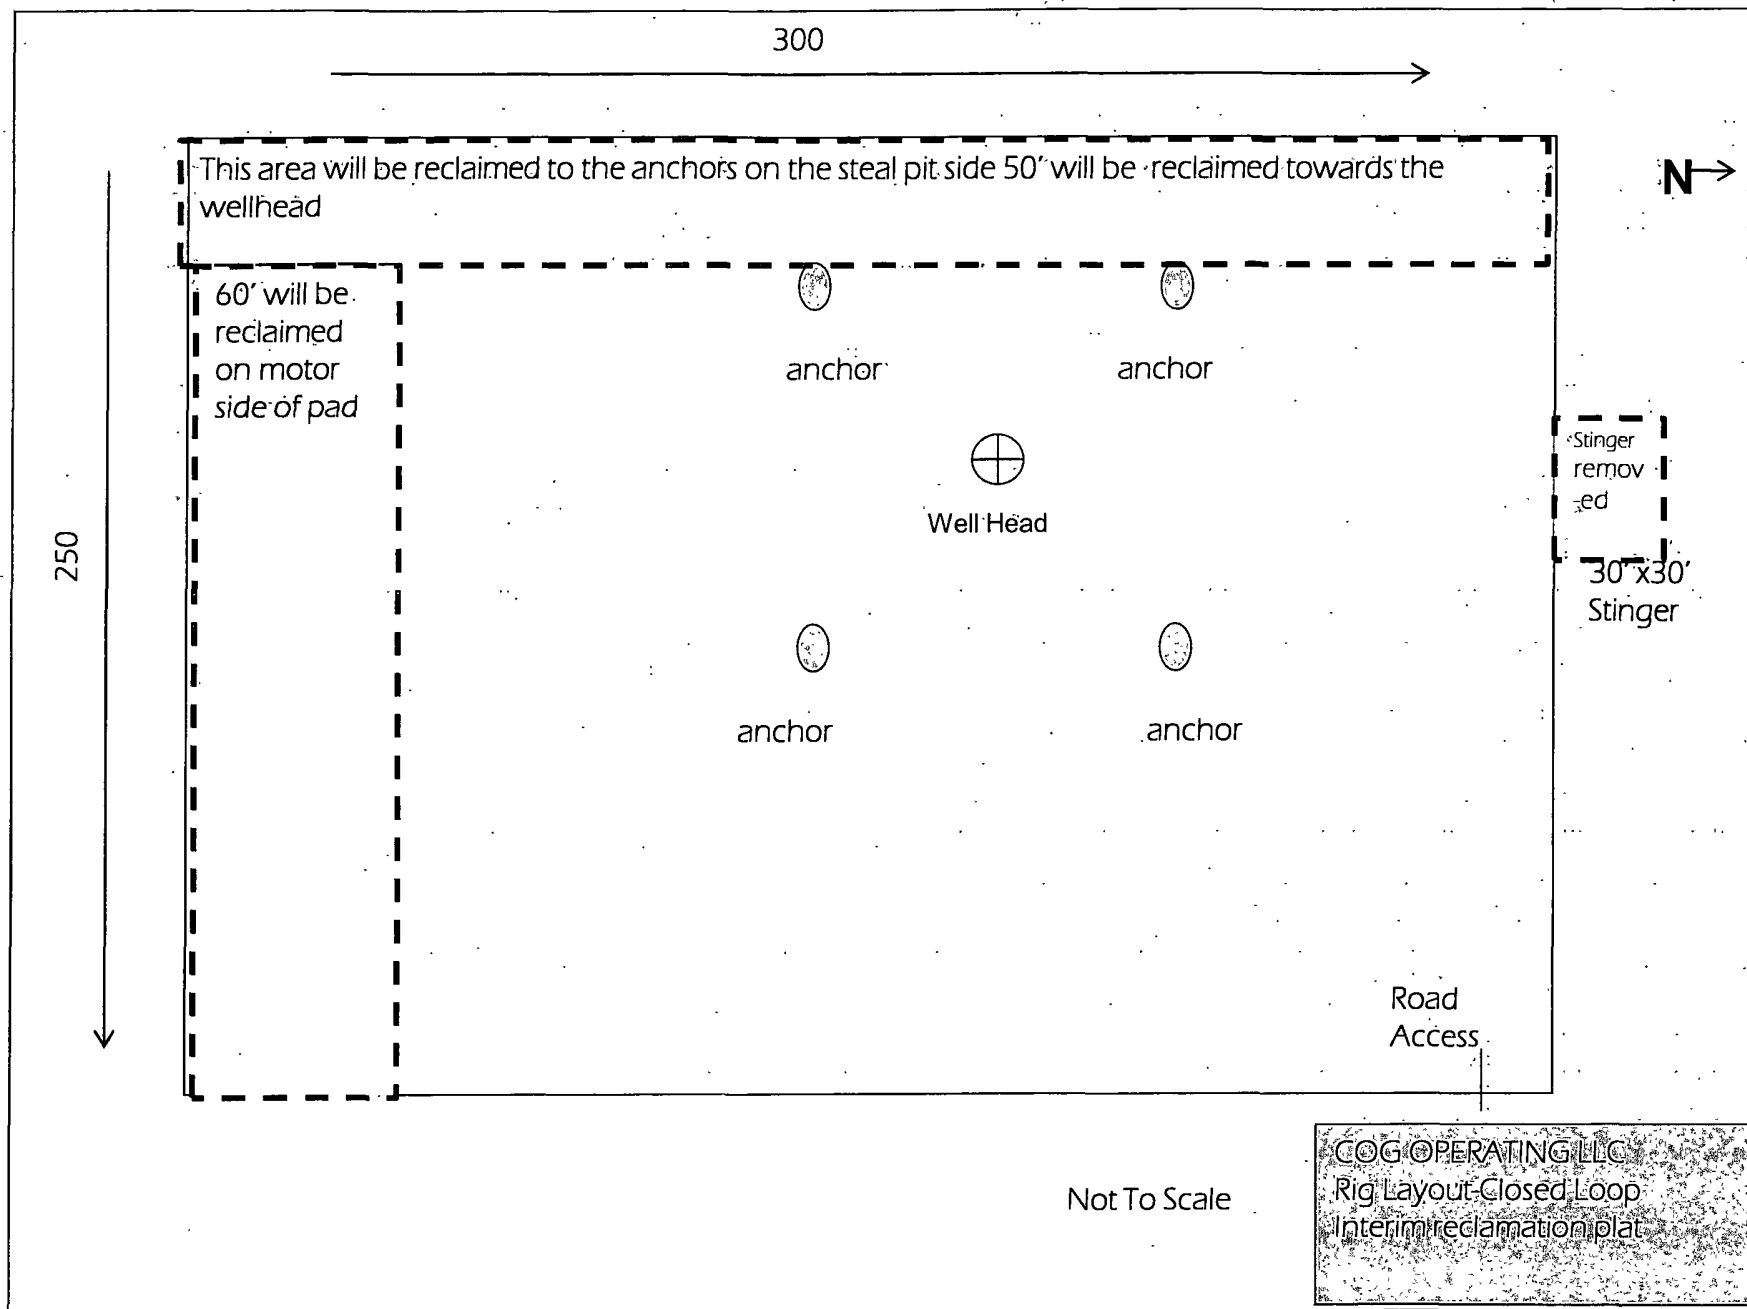 300
This area will be reclaimed to the anchors on the steal pit side 50' will be reclaimed towards the
wellhead
N
60' will be
reclaimed
on motor
side of pad
anchor
anchor
Stinger
remov
-ed
Well Head
250
30'x30'
Stinger
anchor
anchor
Road
Access
COG OPERATING LLC
Rig Layout-Closed Loop
Interim reclamation plat
Not To Scale